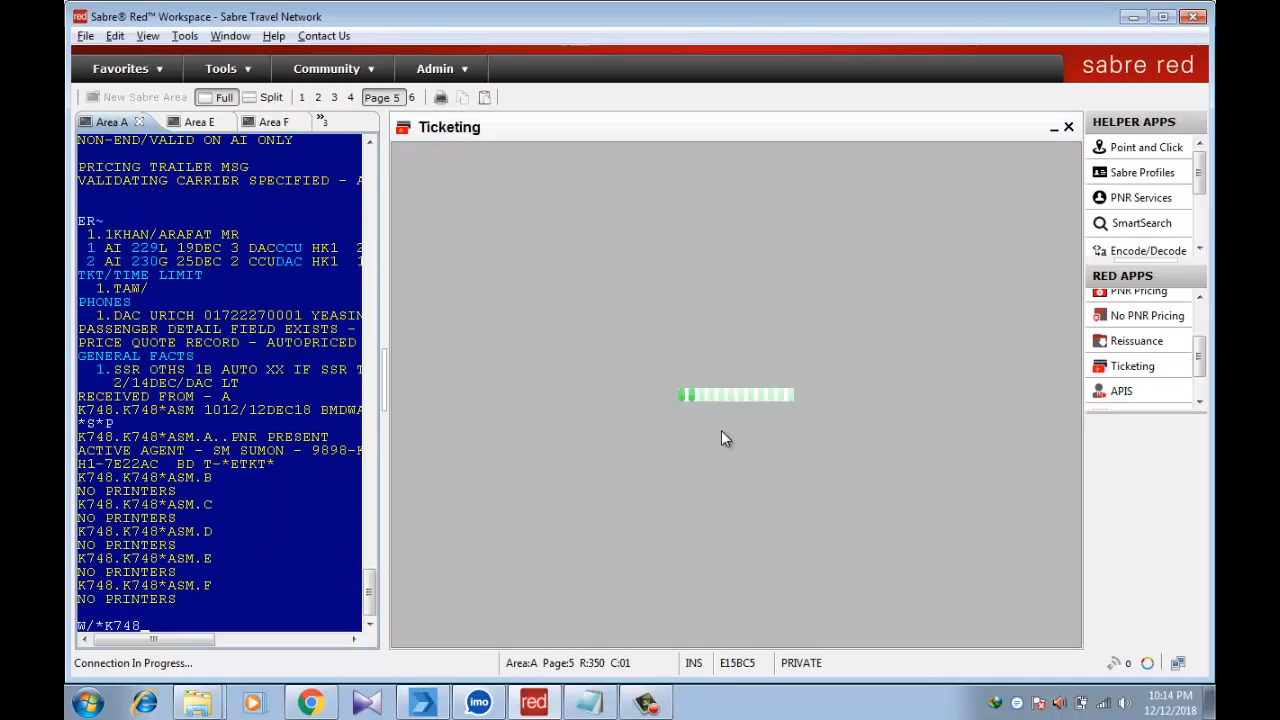 Sabre® Red™ Workspace - Sabre Travel Network
File Edit View Tools Window Help Contact Us
Favorites Tools Community Admin sabre red
New Sabre Area Full Split 1 2 3 4 Page 5 6
Area A Area E Area F »3
Ticketing
HELPER APPS
Point and Click
Sabre Profiles
PNR Services
SmartSearch
Encode/Decode
RED APPS
PNR Pricing
No PNR Pricing
Reissuance
Ticketing
APIS
NON-END/VALID ON AI ONLY
PRICING TRAILER MSG
VALIDATING CARRIER SPECIFIED - A
ER~
1.1KHAN/ARAFAT MR
1 AI 229L 19DEC 3 DACCCU HK1 2
2 AI 230G 25DEC 2 CCUDAC HK1 1
TKT/TIME LIMIT
1.TAW/
PHONES
1.DAC URICH 01722270001 YEASIN
PASSENGER DETAIL FIELD EXISTS -
PRICE QUOTE RECORD - AUTOPRICED
GENERAL FACTS
1.SSR OTHS 1B AUTO XX IF SSR T
2/14DEC/DAC LT
RECEIVED FROM - A
K748.K748*ASM 1012/12DEC18 BMDWA
*S*P
K748.K748*ASM.A..PNR PRESENT
ACTIVE AGENT - SM SUMON - 9898-K
H1-7E22AC BD T-*ETKT*
K748.K748*ASM.B
NO PRINTERS
K748.K748*ASM.C
NO PRINTERS
K748.K748*ASM.D
NO PRINTERS
K748.K748*ASM.E
NO PRINTERS
K748.K748*ASM.F
NO PRINTERS
W/*K748_
Connection In Progress... Area:A Page:5 R:350 C:01 INS E15BC5 PRIVATE 0
imo red
10:14 PM
12/12/2018